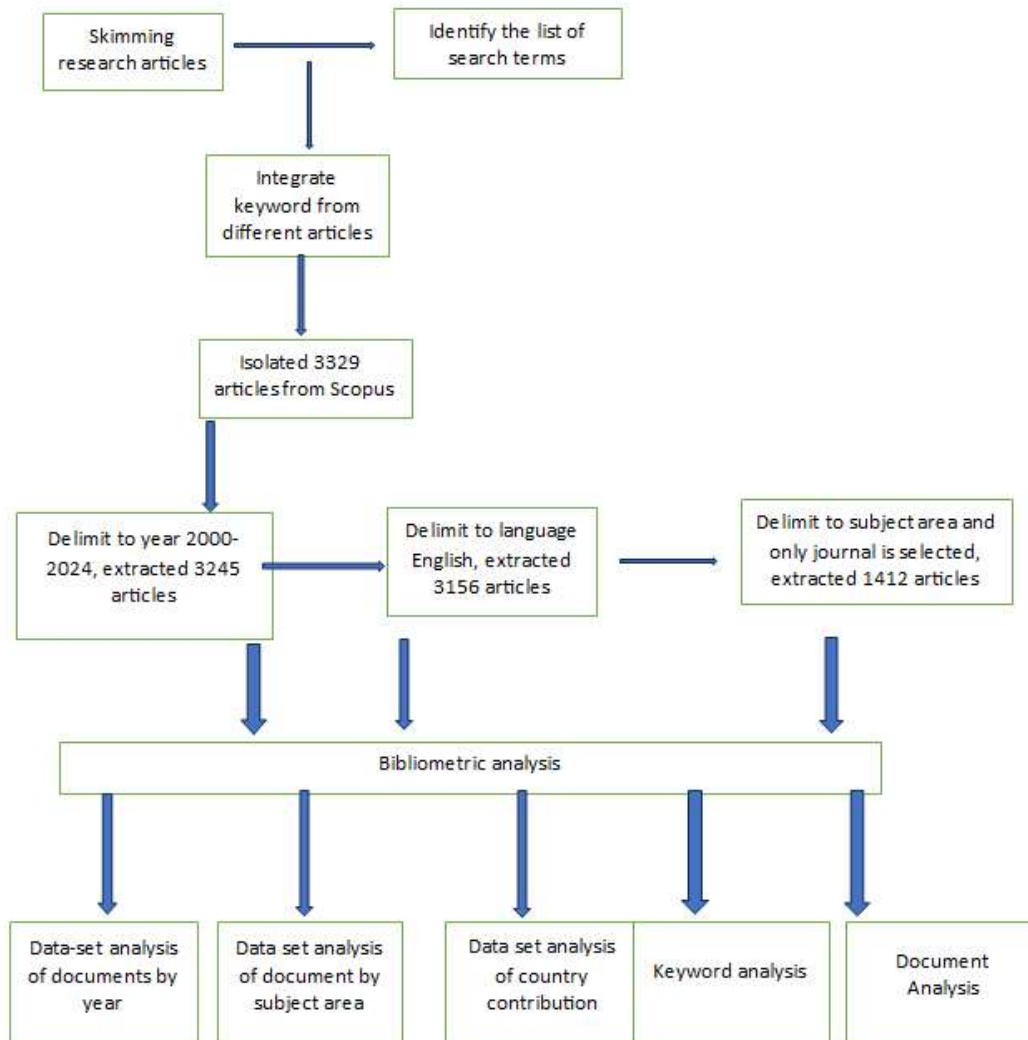 Skimming
research articles
Identify the list of
search terms
Integrate
keyword from
different articles
Isolated 3329
articles from Scopus
Delimit to year 2000-
2024, extracted 3245
articles
Delimit to language
English, extracted
3156 articles
Delimit to subject area and
only journal is selected,
extracted 1412 articles
Bibliometric analysis
Data-set analysis
of documents by
year
Data set analysis
of document by
subject area
Data set analysis
of country
contribution
Keyword analysis
Document
Analysis